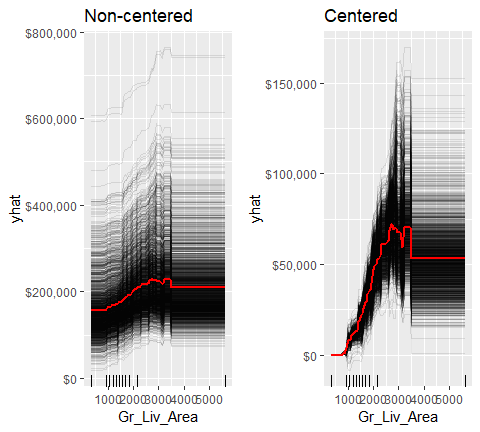 Non-centered
$800,000
$600,000
$400,000
$200,000
$0
yhat
1000 2000 3000 4000 5000
Gr_Liv_Area
Centered
$150,000
$100,000
$50,000
$0
yhat
1000 2000 3000 4000 5000
Gr_Liv_Area